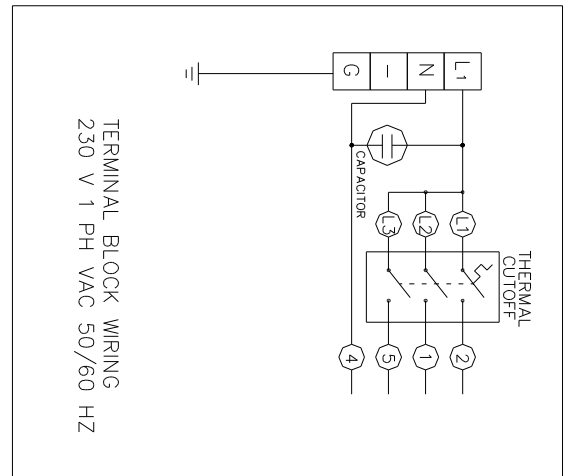 L1
N
–
G
CAPACITOR
L1
L2
L3
THERMAL
CUTOFF
2
1
5
4
TERMINAL BLOCK WIRING
230 V 1 PH VAC 50/60 HZ